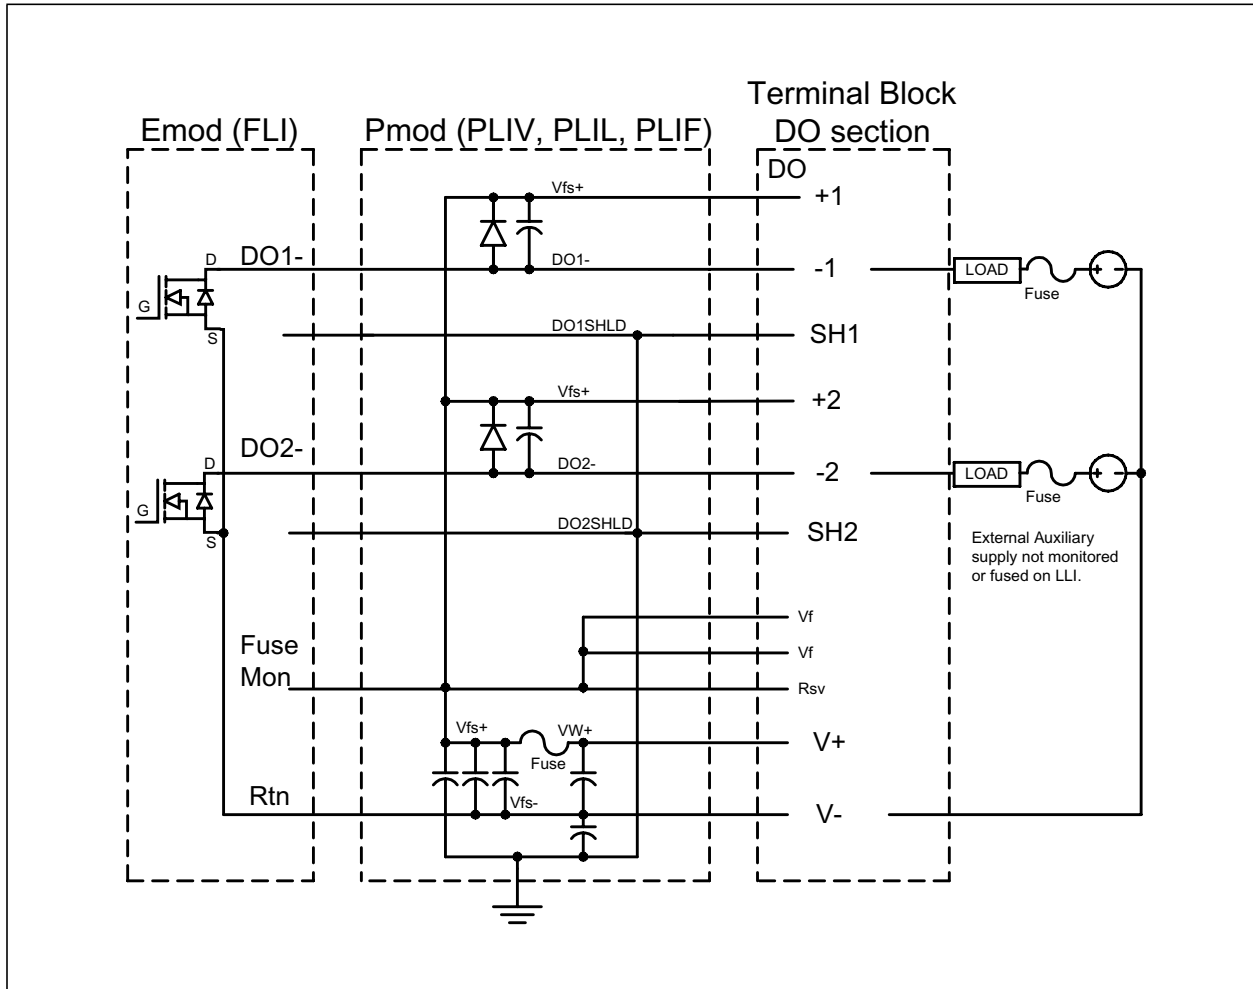 Terminal Block
DO section
Emod (FLI)
Pmod (PLIV, PLIL, PLIF)
DO
Vfs+
+1
D
DO1-
DO1-
-1
LOAD
Fuse
+ -
G
S
DO1SHLD
SH1
Vfs+
+2
D
DO2-
DO2-
-2
LOAD
Fuse
+ -
G
S
DO2SHLD
SH2
External Auxiliary
supply not monitored
or fused on LLI.
Vf
Fuse
Mon
Vf
Rsv
Vfs+
Fuse
VW+
V+
Rtn
Vfs-
V-